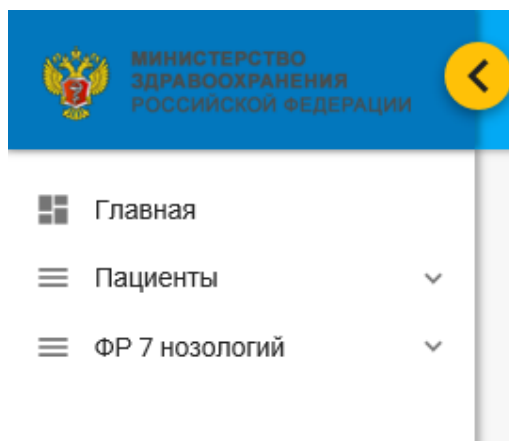 МИНИСТЕРСТВО
ЗДРАВООХРАНЕНИЯ
РОССИЙСКОЙ ФЕДЕРАЦИИ
Главная
Пациенты
ФР 7 нозологий